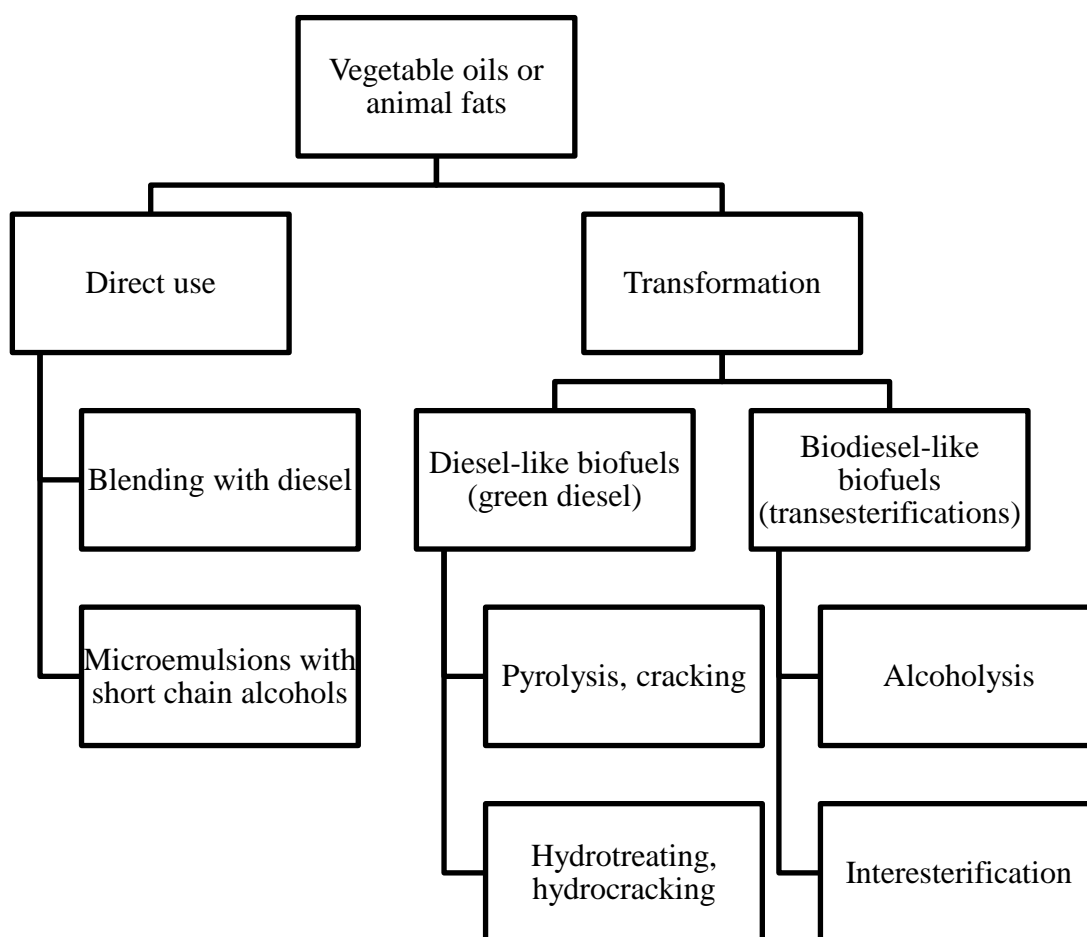 Vegetable oils or
animal fats
Direct use
Transformation
Blending with diesel
Diesel-like biofuels
(green diesel)
Biodiesel-like
biofuels
(transesterifications)
Microemulsions with
short chain alcohols
Pyrolysis, cracking
Alcoholysis
Hydrotreating,
hydrocracking
Interesterification